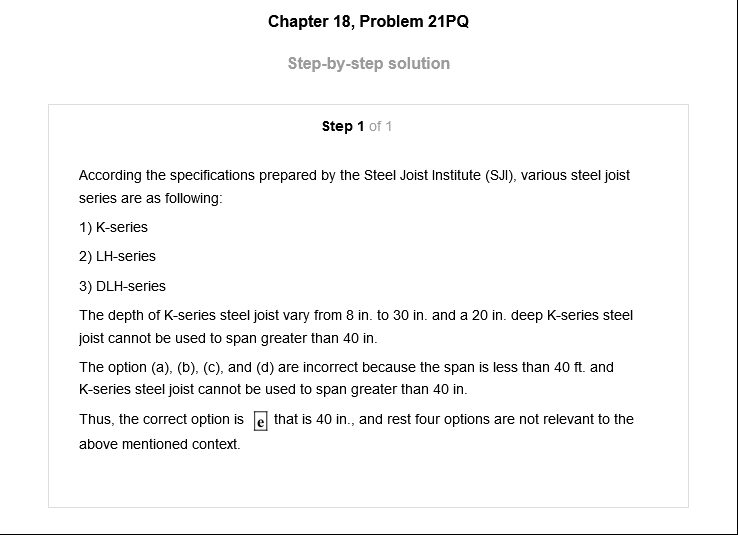 Chapter 18, Problem 21PQ
Step-by-step solution
Step 1 of 1
According the specifications prepared by the Steel Joist Institute (SJI), various steel joist
series are as following:
1) K-series
2) LH-series
3) DLH-series
The depth of K-series steel joist vary from 8 in. to 30 in. and a 20 in. deep K-series steel
joist cannot be used to span greater than 40 in.
The option (a), (b), (c), and (d) are incorrect because the span is less than 40 ft. and
K-series steel joist cannot be used to span greater than 40 in.
Thus, the correct option is e that is 40 in., and rest four options are not relevant to the
above mentioned context.